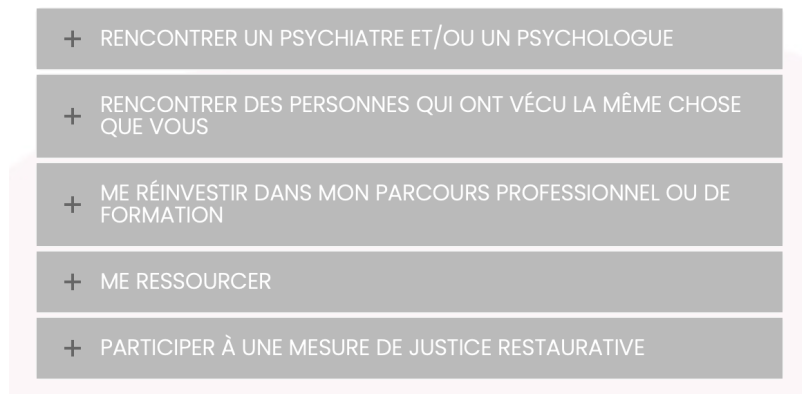 RENCONTRER UN PSYCHIATRE ET/OU UN PSYCHOLOGUE
RENCONTRER DES PERSONNES QUI ONT VÉCU LA MÊME CHOSE
QUE VOUS
ME RÉINVESTIR DANS MON PARCOURS PROFESSIONNEL OU DE
FORMATION
ME RESSOURCER
PARTICIPER À UNE MESURE DE JUSTICE RESTAURATIVE